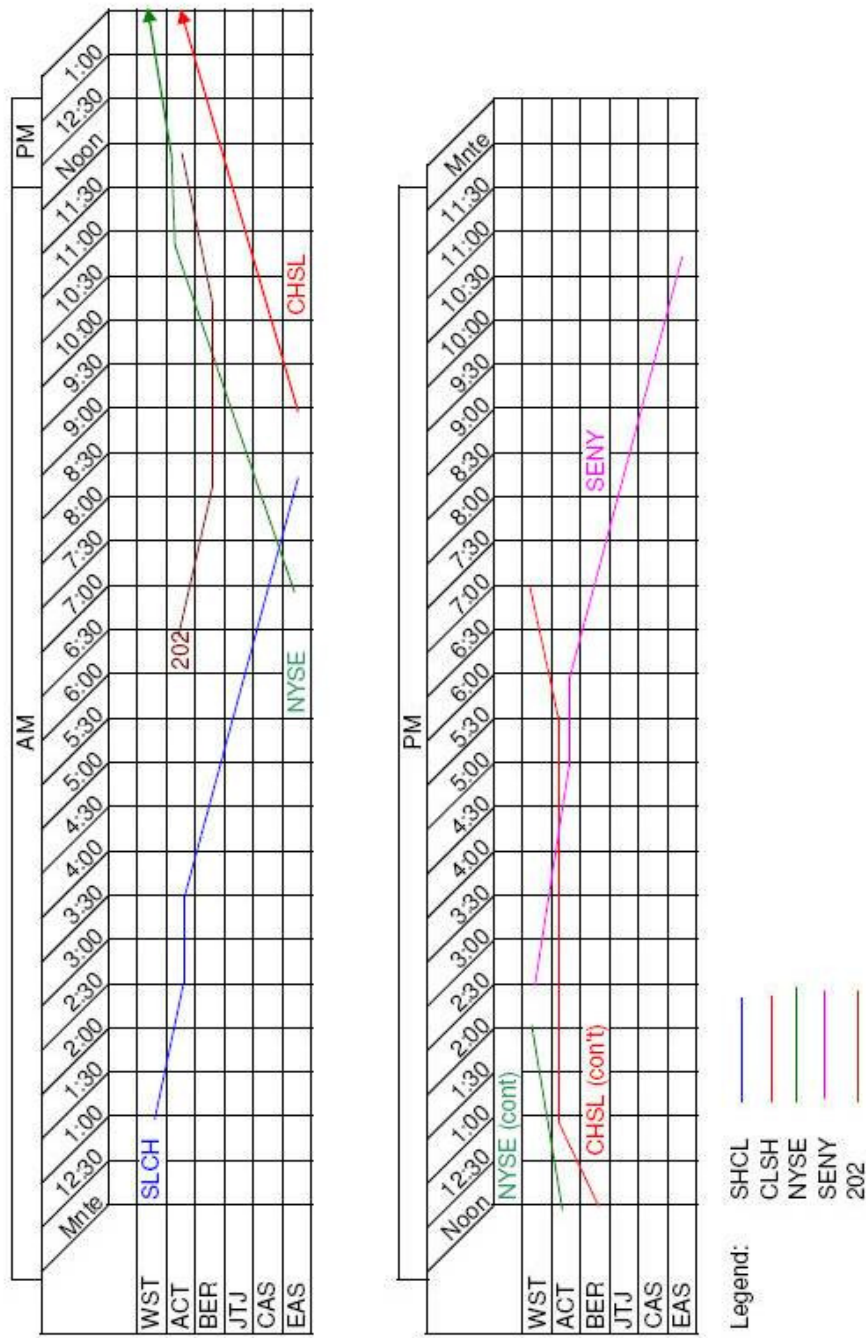 AM
PM
Mnte 12:30 1:00 1:30 2:00 2:30 3:00 3:30 4:00 4:30 5:00 5:30 6:00 6:30 7:00 7:30 8:00 8:30 9:00 9:30 10:00 10:30 11:00 11:30 Noon 12:30 1:00
WST
ACT
BER
JTJ
CAS
EAS
SLCH
202
NYSE
CHSL
PM
Noon 12:30 1:00 1:30 2:00 2:30 3:00 3:30 4:00 4:30 5:00 5:30 6:00 6:30 7:00 7:30 8:00 8:30 9:00 9:30 10:00 10:30 11:00 11:30 Mnte
WST
ACT
BER
JTJ
CAS
EAS
NYSE (cont)
CHSL (con't)
SENY
Legend:
SHCL
CLSH
NYSE
SENY
202